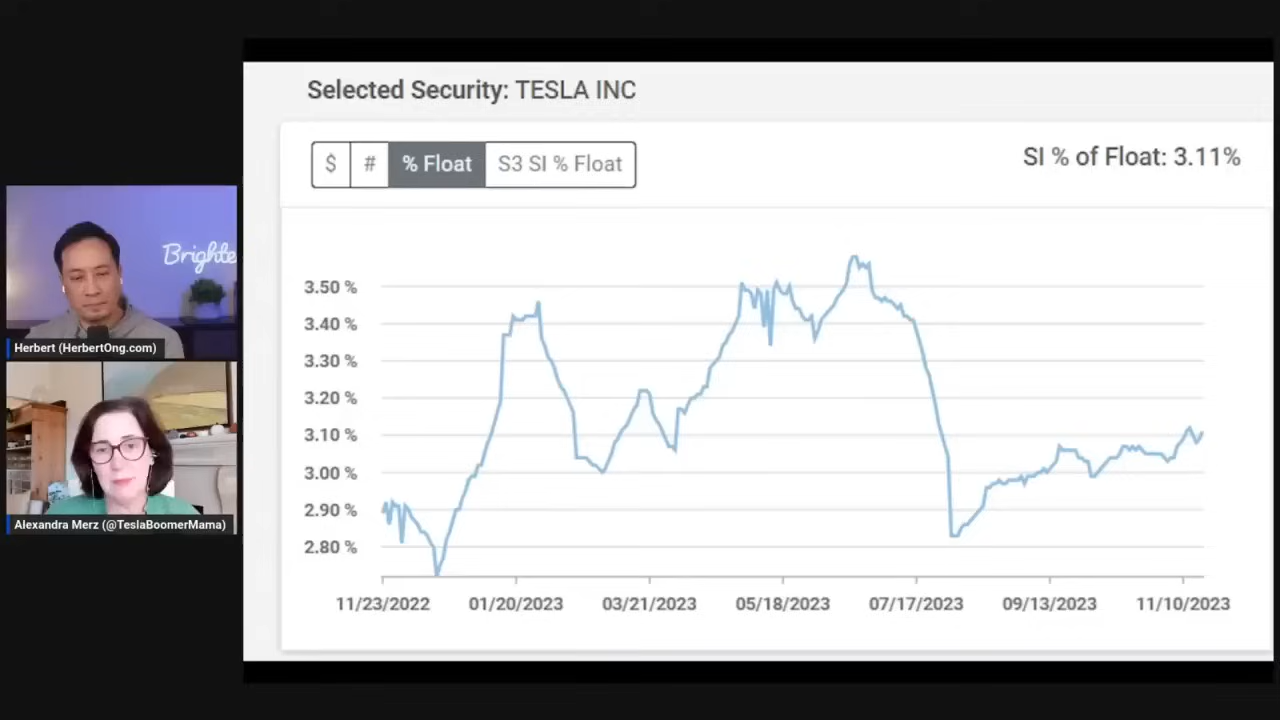 Selected Security: TESLA INC
$ # % Float S3 SI % Float
SI % of Float: 3.11%
3.50 %
3.40 %
3.30 %
3.20 %
3.10 %
3.00 %
2.90 %
2.80 %
11/23/2022 01/20/2023 03/21/2023 05/18/2023 07/17/2023 09/13/2023 11/10/2023
Brighte
Herbert (HerbertOng.com)
Alexandra Merz (@TeslaBoomerMama)